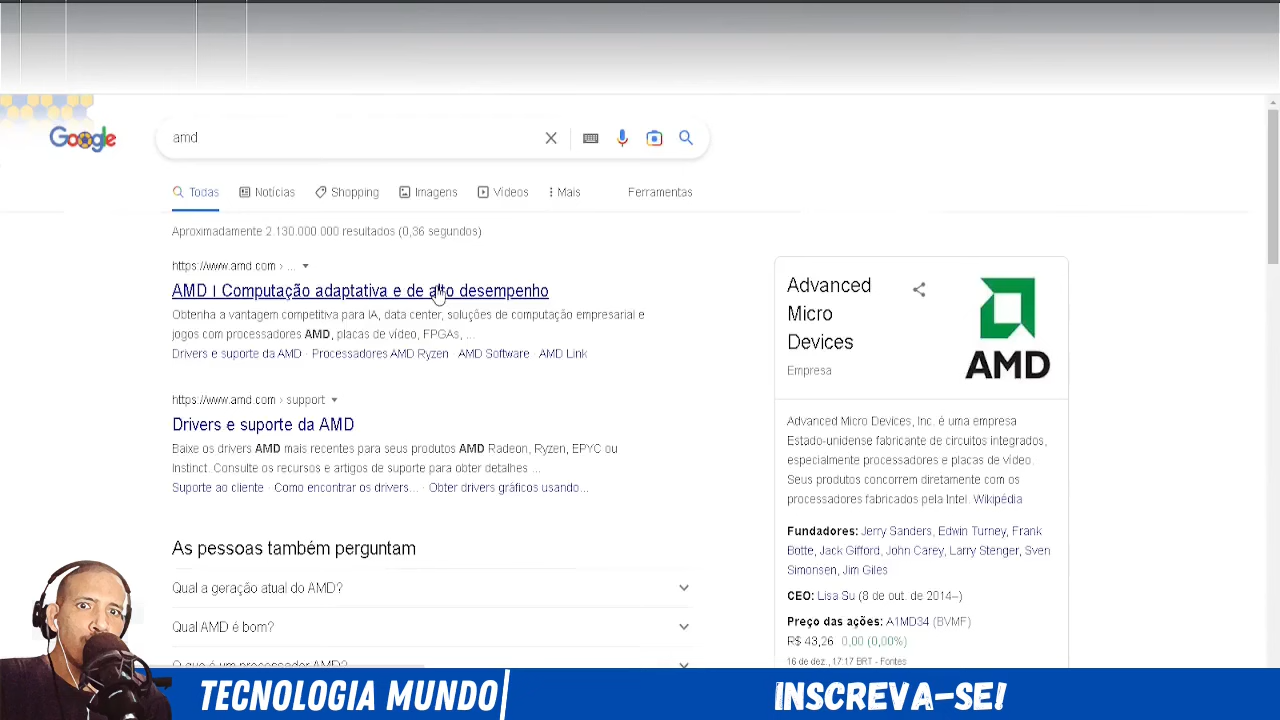 Google
amd
Todas
Notícias
Shopping
Imagens
Vídeos
Mais
Ferramentas
Aproximadamente 2.130.000.000 resultados (0,36 segundos)
https://www.amd.com › ...
AMD | Computação adaptativa e de alto desempenho
Obtenha a vantagem competitiva para IA, data center, soluções de computação empresarial e
jogos com processadores AMD, placas de vídeo, FPGAs, ...
Drivers e suporte da AMD · Processadores AMD Ryzen · AMD Software · AMD Link
https://www.amd.com › support
Drivers e suporte da AMD
Baixe os drivers AMD mais recentes para seus produtos AMD Radeon, Ryzen, EPYC ou
Instinct. Consulte os recursos e artigos de suporte para obter detalhes ...
Suporte ao cliente · Como encontrar os drivers... · Obter drivers gráficos usando...
As pessoas também perguntam
Qual a geração atual do AMD?
Qual AMD é bom?
O que é um processador AMD?
Advanced
Micro
Devices
Empresa
AMD
Advanced Micro Devices, Inc. é uma empresa
Estado-unidense fabricante de circuitos integrados,
especialmente processadores e placas de vídeo.
Seus produtos concorrem diretamente com os
processadores fabricados pela Intel. Wikipédia
Fundadores: Jerry Sanders, Edwin Turney, Frank
Botte, Jack Gifford, John Carey, Larry Stenger, Sven
Simonsen, Jim Giles
CEO: Lisa Su (8 de out. de 2014–)
Preço das ações: A1MD34 (BVMF)
R$ 43,26 0,00 (0,00%)
16 de dez., 17:17 BRT - Fontes
TECNOLOGIA MUNDO
INSCREVA-SE!